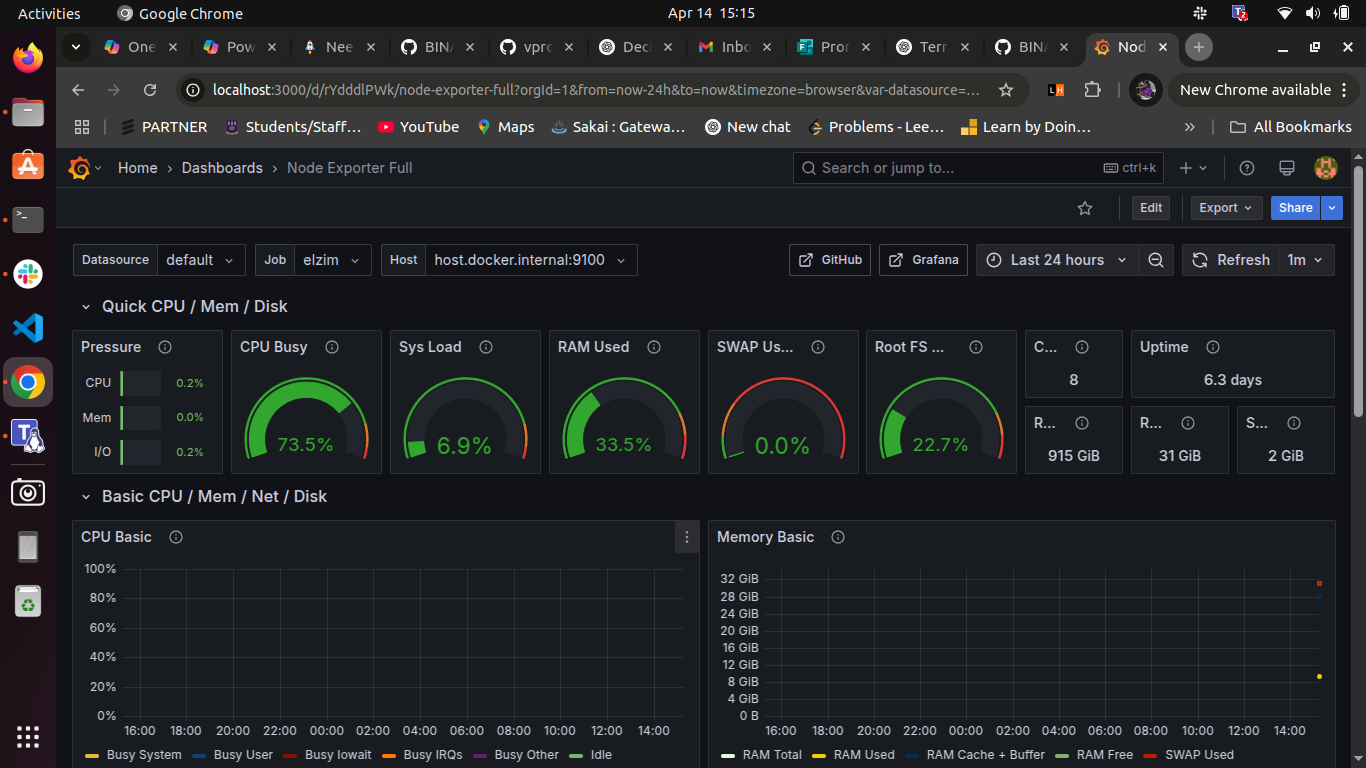 Activities Google Chrome Apr 14 15:15
One Pow Nee BINA vpro Deci Inbo Pron Terr BINA Nod
localhost:3000/d/rYdddlPWk/node-exporter-full?orgId=1&from=now-24h&to=now&timezone=browser&var-datasource=… New Chrome available
PARTNER Students/Staff… YouTube Maps Sakai : Gatewa… New chat Problems - Lee… Learn by Doin… » All Bookmarks
Home › Dashboards › Node Exporter Full Search or jump to... ctrl+k
Edit Export Share
Datasource default Job elzim Host host.docker.internal:9100 GitHub Grafana Last 24 hours Refresh 1m
Quick CPU / Mem / Disk
Pressure CPU Busy Sys Load RAM Used SWAP Us... Root FS ... C... Uptime
CPU 0.2% 8 6.3 days
Mem 0.0%
R... R... S...
I/O 0.2% 73.5% 6.9% 33.5% 0.0% 22.7% 915 GiB 31 GiB 2 GiB
Basic CPU / Mem / Net / Disk
CPU Basic
100%
80%
60%
40%
20%
0%
16:00 18:00 20:00 22:00 00:00 02:00 04:00 06:00 08:00 10:00 12:00 14:00
Busy System Busy User Busy Iowait Busy IRQs Busy Other Idle
Memory Basic
32 GiB
28 GiB
24 GiB
20 GiB
16 GiB
12 GiB
8 GiB
4 GiB
0 B
16:00 18:00 20:00 22:00 00:00 02:00 04:00 06:00 08:00 10:00 12:00 14:00
RAM Total RAM Used RAM Cache + Buffer RAM Free SWAP Used